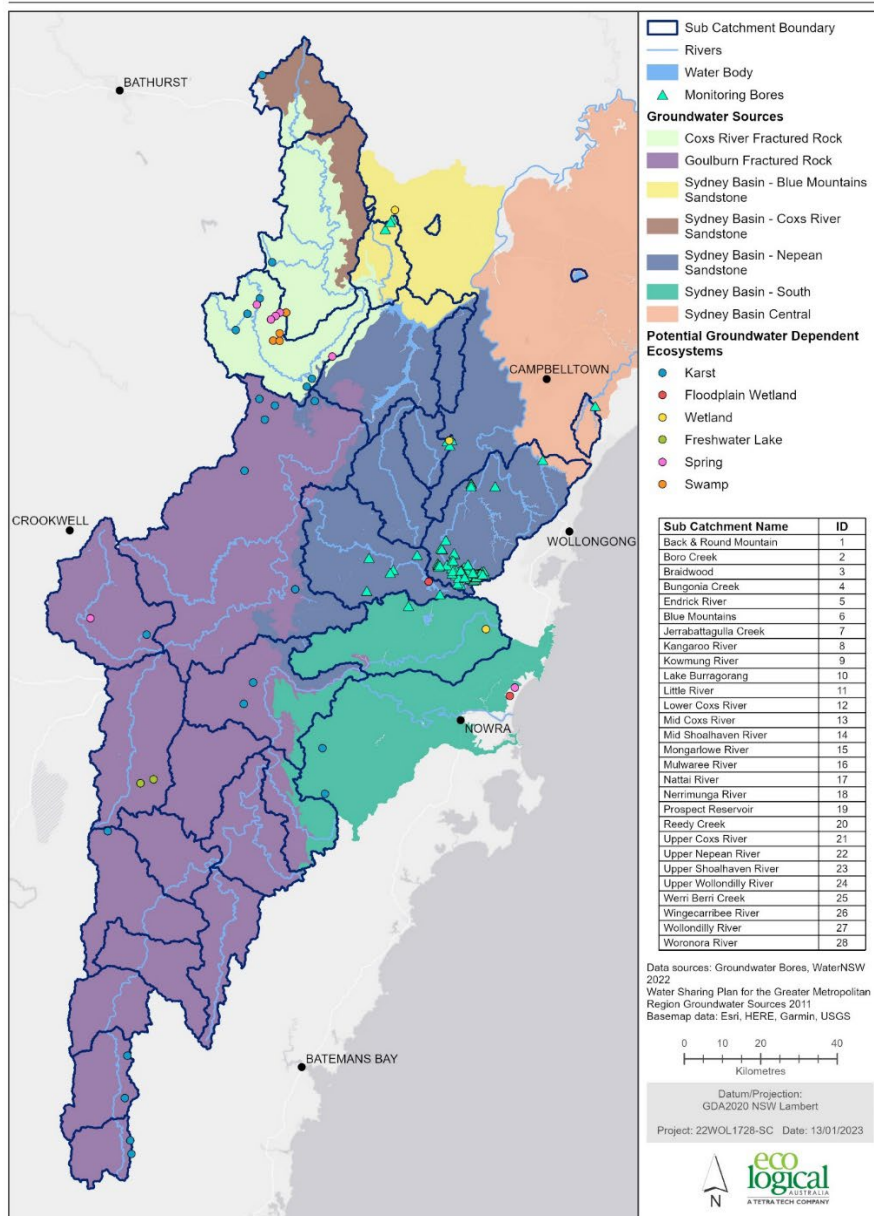 BATHURST
CAMPBELLTOWN
CROOKWELL
WOLLONGONG
NOWRA
BATEMANS BAY
Sub Catchment Boundary
Rivers
Water Body
Monitoring Bores
Groundwater Sources
Coxs River Fractured Rock
Goulburn Fractured Rock
Sydney Basin - Blue Mountains
Sandstone
Sydney Basin - Coxs River
Sandstone
Sydney Basin - Nepean
Sandstone
Sydney Basin - South
Sydney Basin Central
Potential Groundwater Dependent
Ecosystems
Karst
Floodplain Wetland
Wetland
Freshwater Lake
Spring
Swamp
Sub Catchment Name ID
Back & Round Mountain 1
Boro Creek 2
Braidwood 3
Bungonia Creek 4
Endrick River 5
Blue Mountains 6
Jerrabattagulla Creek 7
Kangaroo River 8
Kowmung River 9
Lake Burragorang 10
Little River 11
Lower Coxs River 12
Mid Coxs River 13
Mid Shoalhaven River 14
Mongarlowe River 15
Mulwaree River 16
Nattai River 17
Nerrimunga River 18
Prospect Reservoir 19
Reedy Creek 20
Upper Coxs River 21
Upper Nepean River 22
Upper Shoalhaven River 23
Upper Wollondilly River 24
Werri Berri Creek 25
Wingecarribee River 26
Wollondilly River 27
Woronora River 28
Data sources: Groundwater Bores, WaterNSW
2022
Water Sharing Plan for the Greater Metropolitan
Region Groundwater Sources 2011
Basemap data: Esri, HERE, Garmin, USGS
0 10 20 40
Kilometres
Datum/Projection:
GDA2020 NSW Lambert
Project: 22WOL1728-SC Date: 13/01/2023
N
eco
logical
AUSTRALIA
A TETRA TECH COMPANY